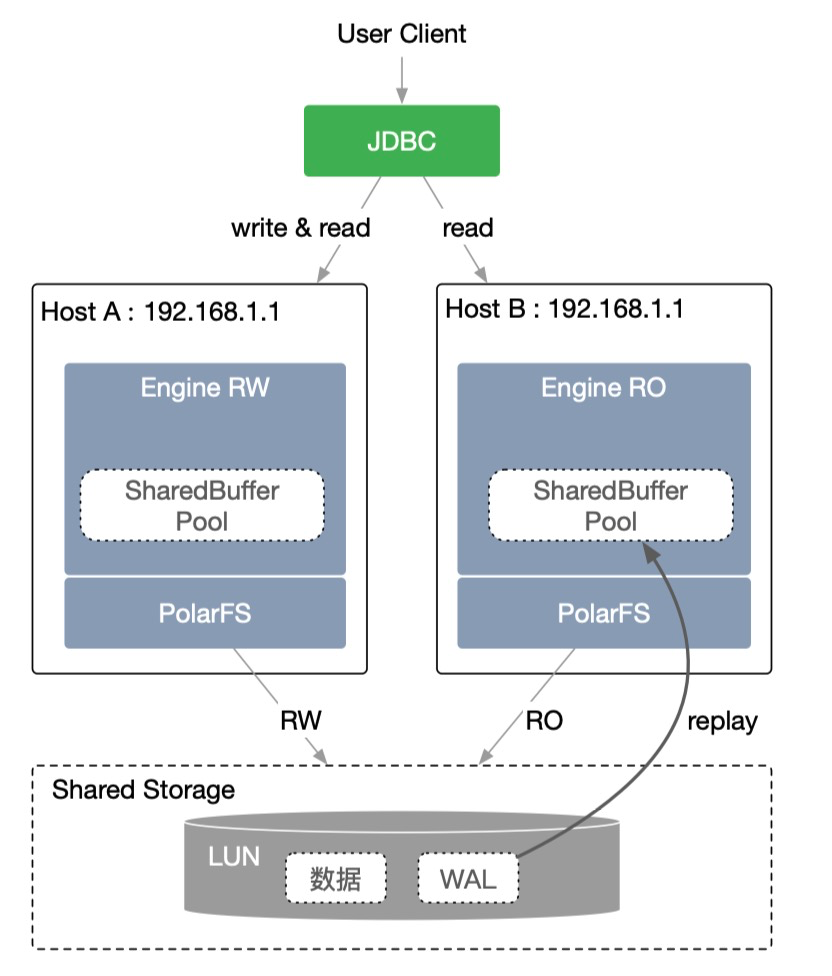 User Client
JDBC
write & read
read
Host A : 192.168.1.1
Host B : 192.168.1.1
Engine RW
Engine RO
SharedBuffer
Pool
SharedBuffer
Pool
PolarFS
PolarFS
RW
RO
replay
Shared Storage
LUN
数据
WAL